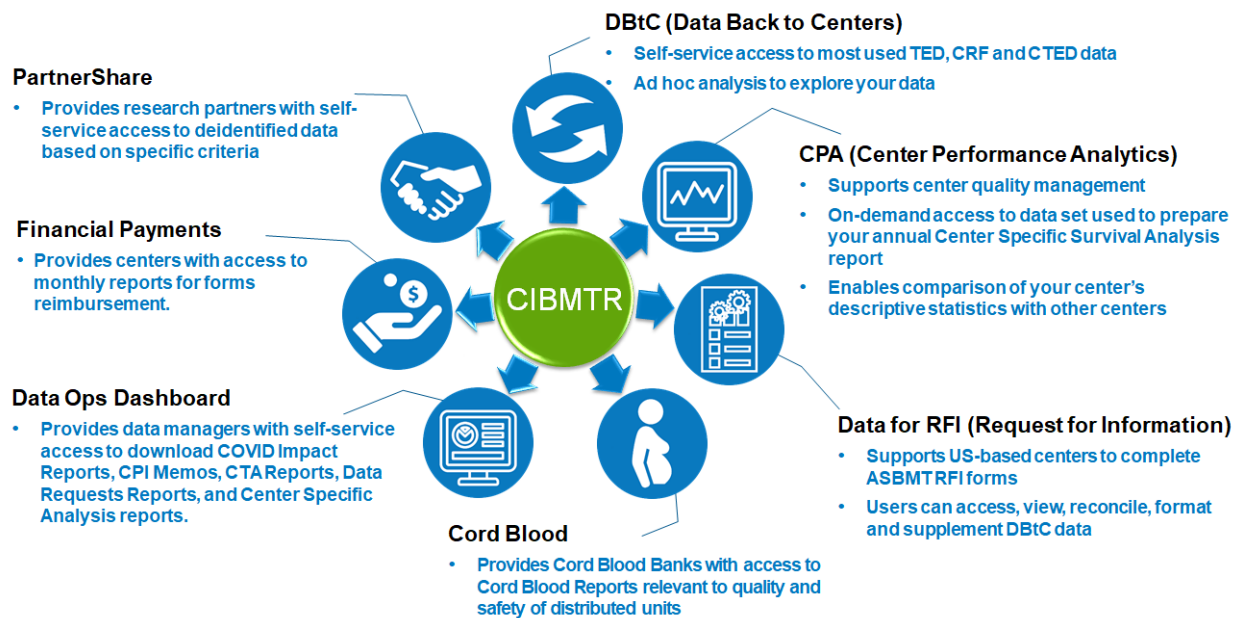 DBtC (Data Back to Centers)
• Self-service access to most used TED, CRF and CTED data
• Ad hoc analysis to explore your data
PartnerShare
• Provides research partners with self-
service access to deidentified data
based on specific criteria
CPA (Center Performance Analytics)
• Supports center quality management
• On-demand access to data set used to prepare
your annual Center Specific Survival Analysis
report
• Enables comparison of your center's
descriptive statistics with other centers
Financial Payments
• Provides centers with access to
monthly reports for forms
reimbursement.
$
CIBMTR
Data Ops Dashboard
• Provides data managers with self-service
access to download COVID Impact
Reports, CPI Memos, CTA Reports, Data
Requests Reports, and Center Specific
Analysis reports.
Data for RFI (Request for Information)
• Supports US-based centers to complete
ASBMT RFI forms
• Users can access, view, reconcile, format
and supplement DBtC data
Cord Blood
• Provides Cord Blood Banks with access to
Cord Blood Reports relevant to quality and
safety of distributed units